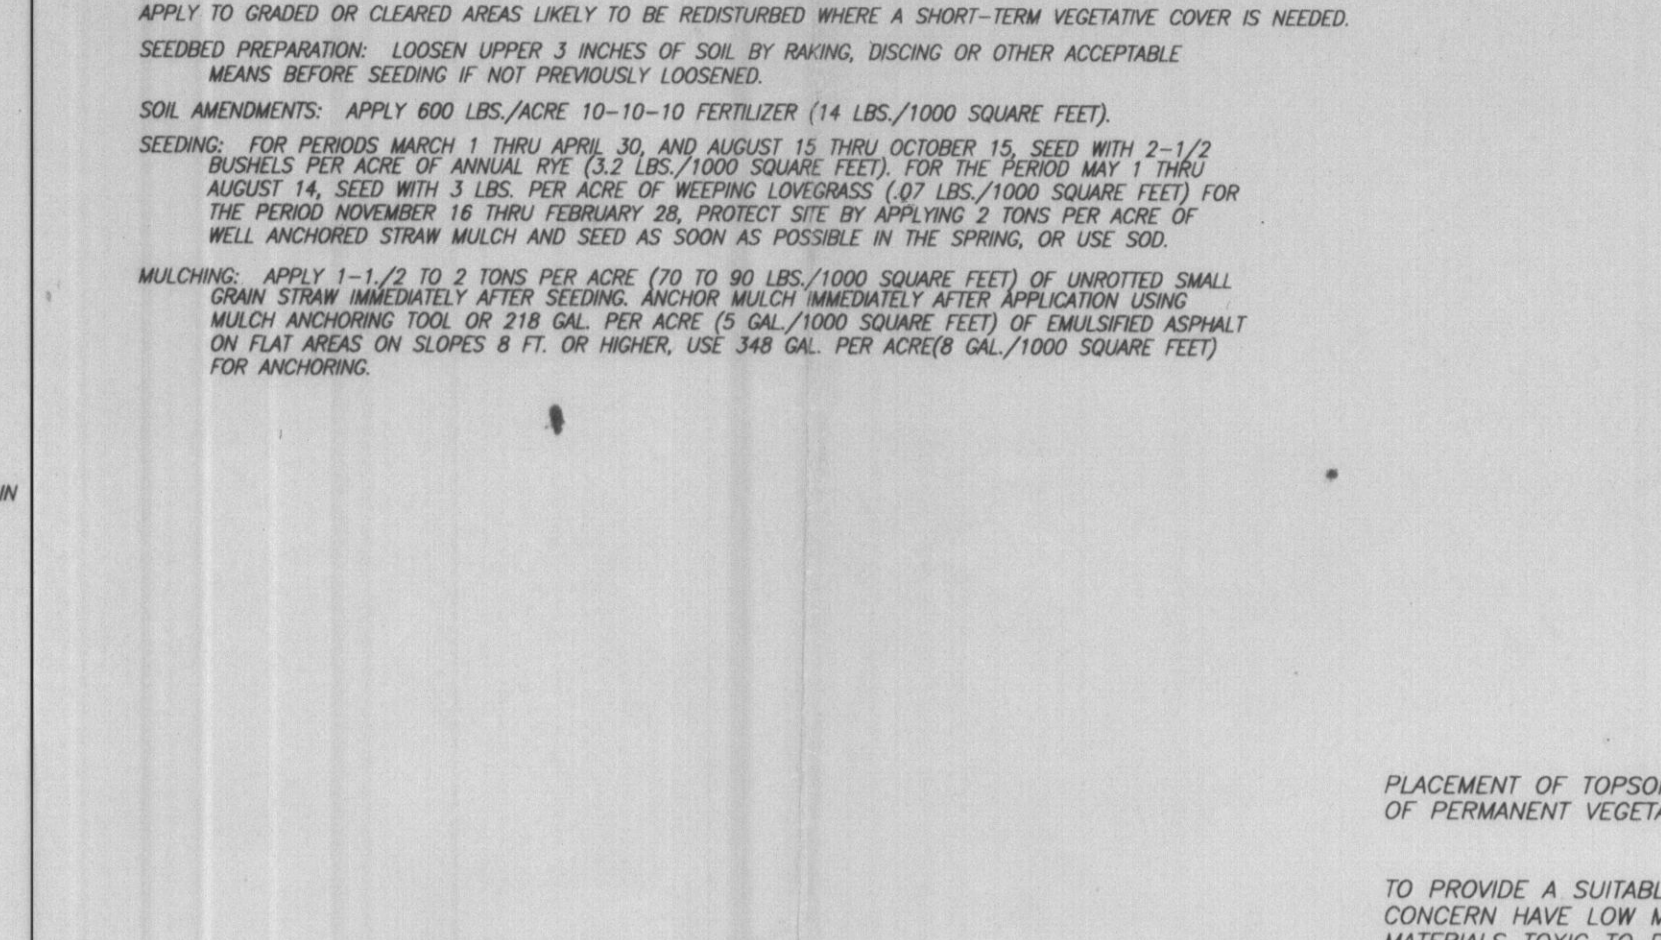 APPLY TO GRADED OR CLEARED AREAS LIKELY TO BE REDISTURBED WHERE A SHORT-TERM VEGETATIVE COVER IS NEEDED.
SEEDBED PREPARATION: LOOSEN UPPER 3 INCHES OF SOIL BY RAKING, DISCING OR OTHER ACCEPTABLE
MEANS BEFORE SEEDING IF NOT PREVIOUSLY LOOSENED.
SOIL AMENDMENTS: APPLY 600 LBS./ACRE 10-10-10 FERTILIZER (14 LBS./1000 SQUARE FEET).
SEEDING: FOR PERIODS MARCH 1 THRU APRIL 30, AND AUGUST 15 THRU OCTOBER 15, SEED WITH 2-1/2
BUSHELS PER ACRE OF ANNUAL RYE (3.2 LBS./1000 SQUARE FEET). FOR THE PERIOD MAY 1 THRU
AUGUST 14, SEED WITH 3 LBS. PER ACRE OF WEEPING LOVEGRASS (.07 LBS./1000 SQUARE FEET) FOR
THE PERIOD NOVEMBER 16 THRU FEBRUARY 28, PROTECT SITE BY APPLYING 2 TONS PER ACRE OF
WELL ANCHORED STRAW MULCH AND SEED AS SOON AS POSSIBLE IN THE SPRING, OR USE SOD.
MULCHING: APPLY 1-1./2 TO 2 TONS PER ACRE (70 TO 90 LBS./1000 SQUARE FEET) OF UNROTTED SMALL
GRAIN STRAW IMMEDIATELY AFTER SEEDING. ANCHOR MULCH IMMEDIATELY AFTER APPLICATION USING
MULCH ANCHORING TOOL OR 218 GAL. PER ACRE (5 GAL./1000 SQUARE FEET) OF EMULSIFIED ASPHALT
ON FLAT AREAS ON SLOPES 8 FT. OR HIGHER, USE 348 GAL. PER ACRE(8 GAL./1000 SQUARE FEET)
FOR ANCHORING.
IN
PLACEMENT OF TOPSOI
OF PERMANENT VEGETA
TO PROVIDE A SUITABL
CONCERN HAVE LOW M
MATERIALS TOXIC TO